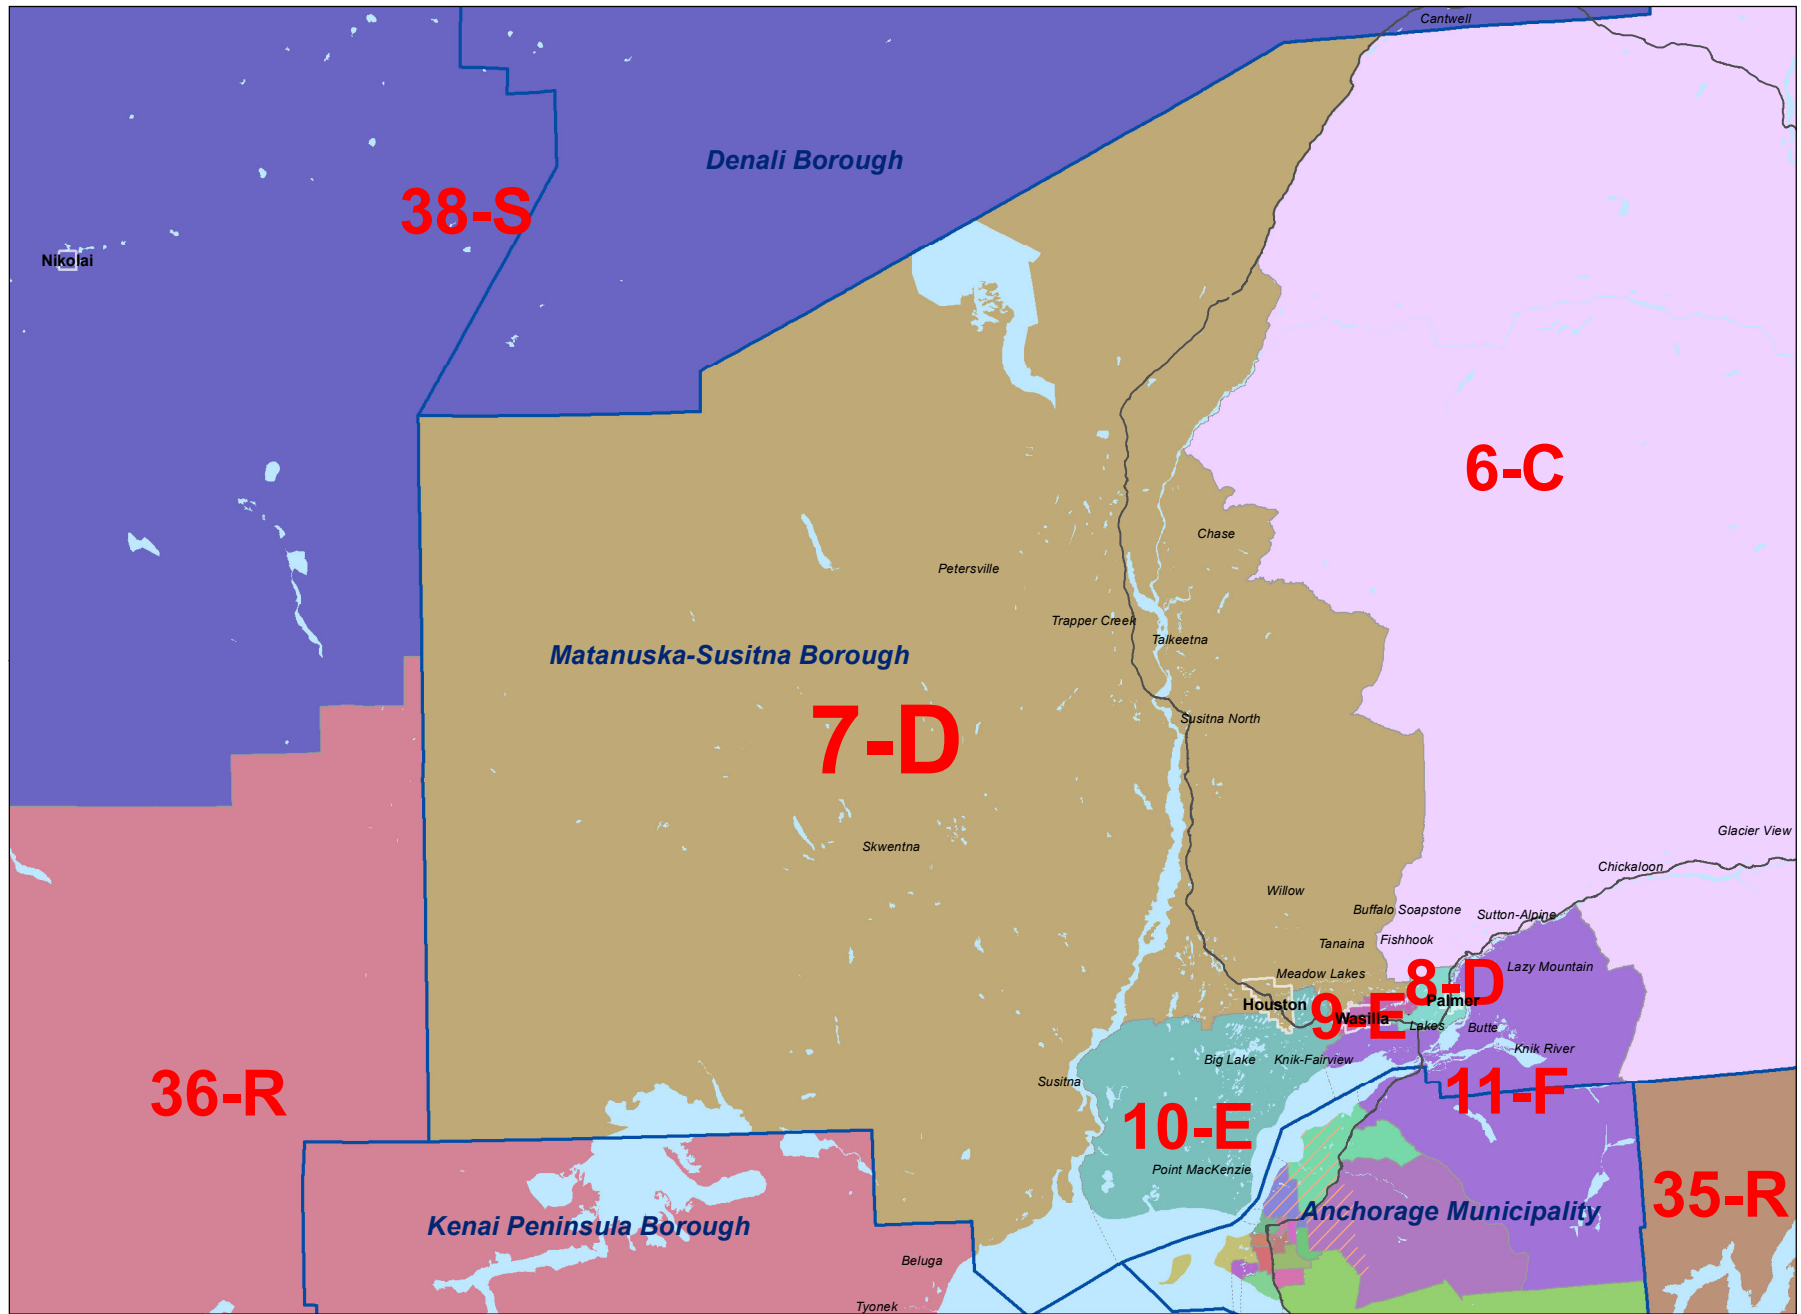 Cantwell
Denali Borough
38-S
Nikolai
6-C
Chase
Petersville
Trapper Creek
Talkeetna
Matanuska-Susitna Borough
7-D
Susitna North
Glacier View
Skwentna
Chickaloon
Willow
Buffalo Soapstone
Sutton-Alpine
Tanaina
Fishhook
Lazy Mountain
Meadow Lakes
8-D
Houston
Palmer
9-E
Wasilla
Lakes
Butte
Knik River
Big Lake
Knik-Fairview
Susitna
36-R
11-F
10-E
Point MacKenzie
35-R
Kenai Peninsula Borough
Anchorage Municipality
Beluga
Tyonek